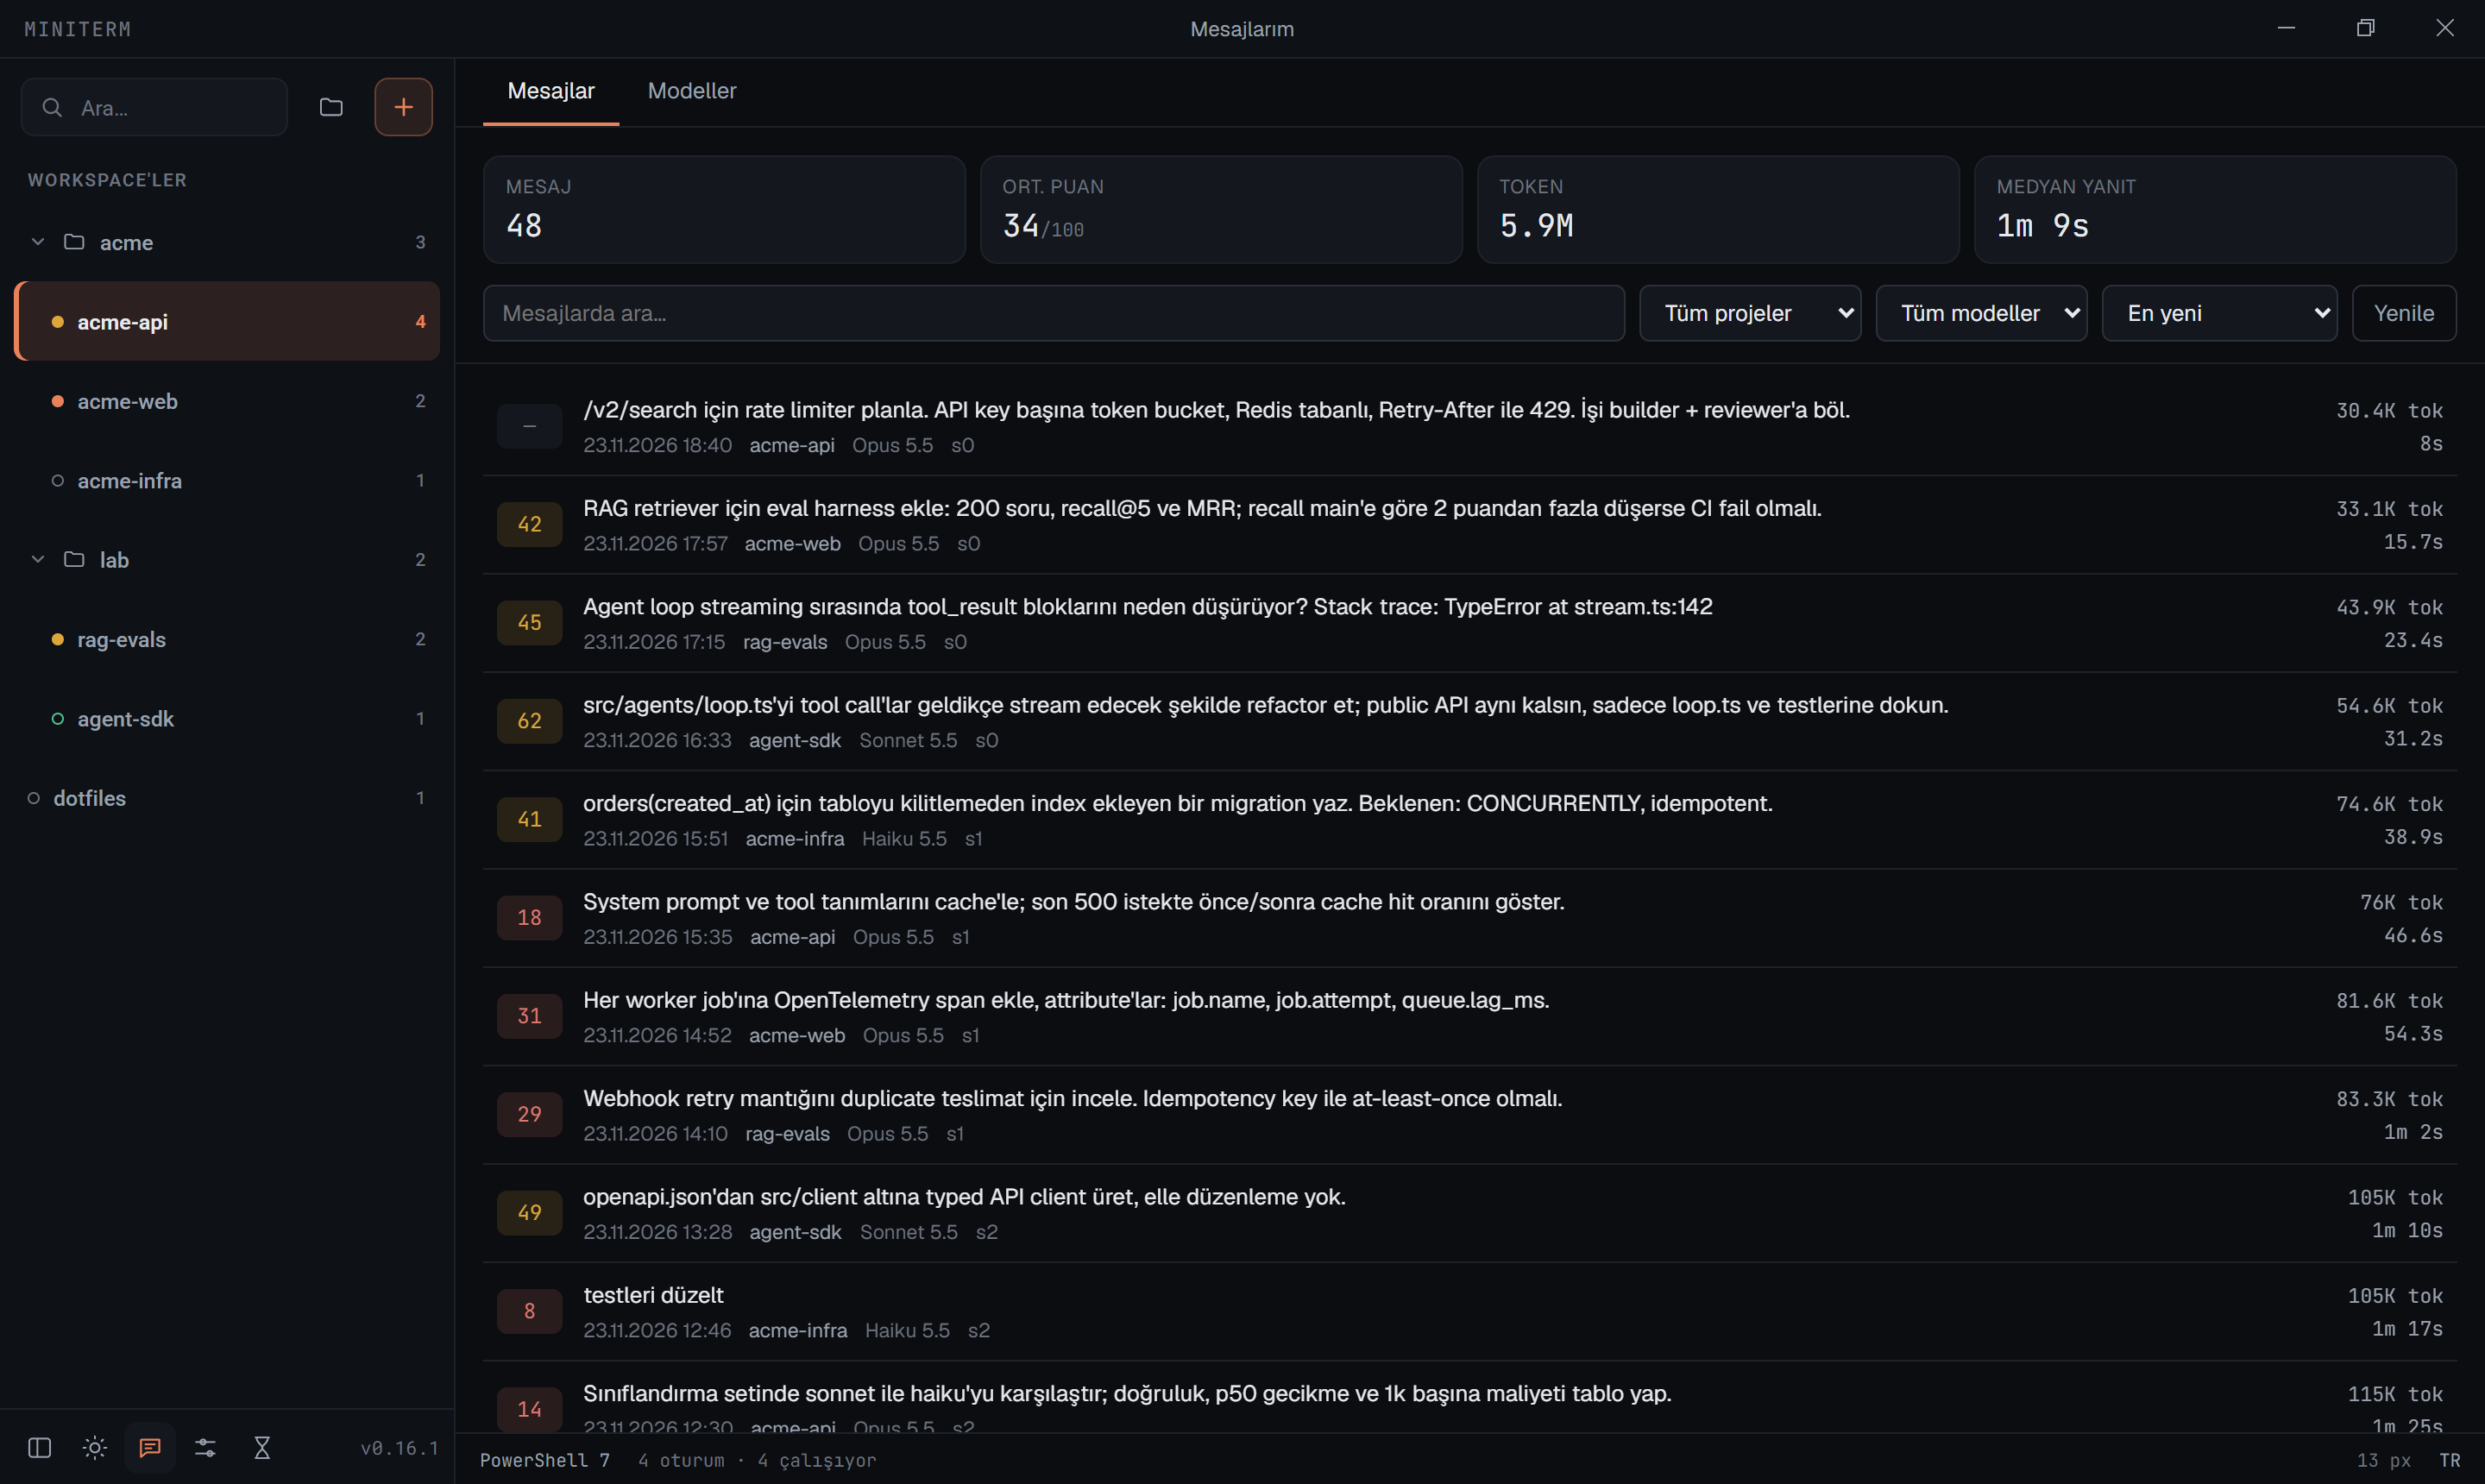 MINITERM
Mesajlarım
Ara...
WORKSPACE'LER
acme 3
acme-api 4
acme-web 2
acme-infra 1
lab 2
rag-evals 2
agent-sdk 1
dotfiles 1
v0.16.1
Mesajlar Modeller
MESAJ
48
ORT. PUAN
34/100
TOKEN
5.9M
MEDYAN YANIT
1m 9s
Mesajlarda ara...
Tüm projeler
Tüm modeller
En yeni
Yenile
— /v2/search için rate limiter planla. API key başına token bucket, Redis tabanlı, Retry-After ile 429. İşi builder + reviewer'a böl. 30.4K tok
23.11.2026 18:40 acme-api Opus 5.5 s0 8s
42 RAG retriever için eval harness ekle: 200 soru, recall@5 ve MRR; recall main'e göre 2 puandan fazla düşerse CI fail olmalı. 33.1K tok
23.11.2026 17:57 acme-web Opus 5.5 s0 15.7s
45 Agent loop streaming sırasında tool_result bloklarını neden düşürüyor? Stack trace: TypeError at stream.ts:142 43.9K tok
23.11.2026 17:15 rag-evals Opus 5.5 s0 23.4s
62 src/agents/loop.ts'yi tool call'lar geldikçe stream edecek şekilde refactor et; public API aynı kalsın, sadece loop.ts ve testlerine dokun. 54.6K tok
23.11.2026 16:33 agent-sdk Sonnet 5.5 s0 31.2s
41 orders(created_at) için tabloyu kilitlemeden index ekleyen bir migration yaz. Beklenen: CONCURRENTLY, idempotent. 74.6K tok
23.11.2026 15:51 acme-infra Haiku 5.5 s1 38.9s
18 System prompt ve tool tanımlarını cache'le; son 500 istekte önce/sonra cache hit oranını göster. 76K tok
23.11.2026 15:35 acme-api Opus 5.5 s1 46.6s
31 Her worker job'ına OpenTelemetry span ekle, attribute'lar: job.name, job.attempt, queue.lag_ms. 81.6K tok
23.11.2026 14:52 acme-web Opus 5.5 s1 54.3s
29 Webhook retry mantığını duplicate teslimat için incele. Idempotency key ile at-least-once olmalı. 83.3K tok
23.11.2026 14:10 rag-evals Opus 5.5 s1 1m 2s
49 openapi.json'dan src/client altına typed API client üret, elle düzenleme yok. 105K tok
23.11.2026 13:28 agent-sdk Sonnet 5.5 s2 1m 10s
8 testleri düzelt 105K tok
23.11.2026 12:46 acme-infra Haiku 5.5 s2 1m 17s
14 Sınıflandırma setinde sonnet ile haiku'yu karşılaştır; doğruluk, p50 gecikme ve 1k başına maliyeti tablo yap. 115K tok
23.11.2026 12:30 acme-api Opus 5.5 s2 1m 25s
PowerShell 7 4 oturum · 4 çalışıyor 13 px TR